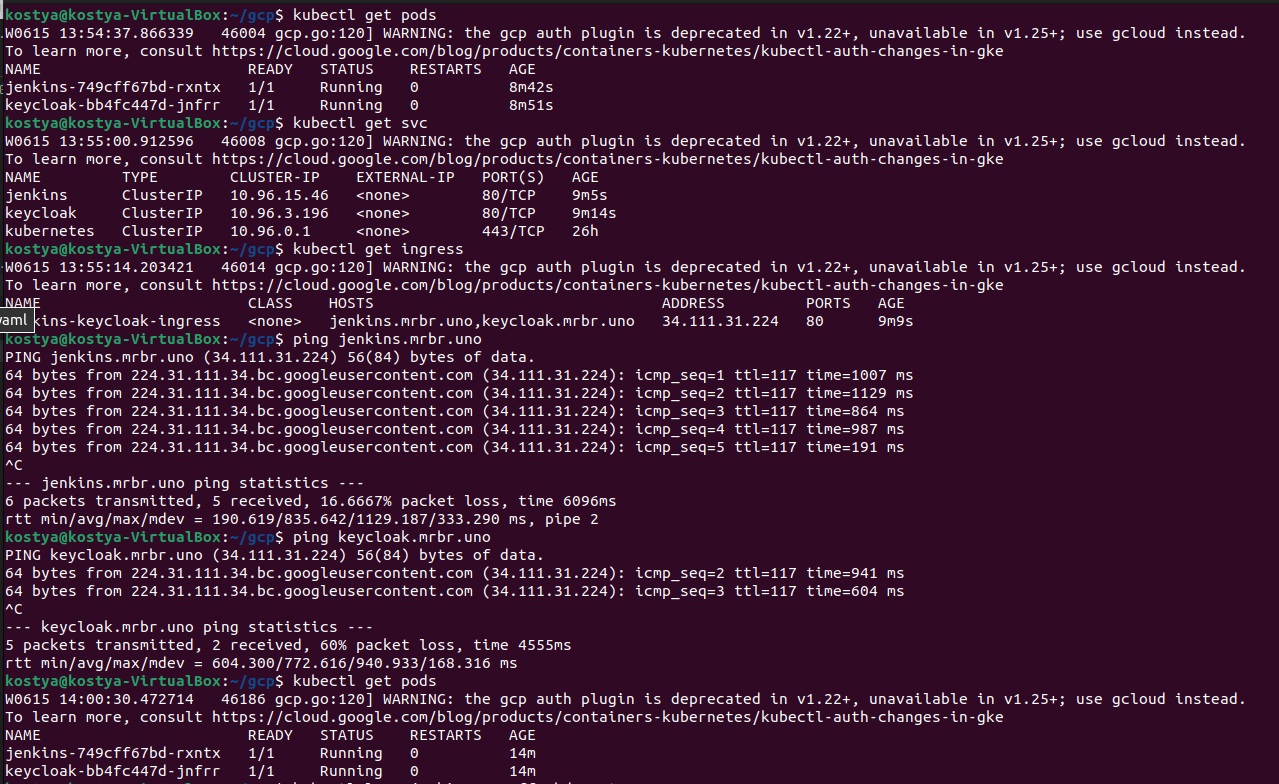 kostya@kostya-VirtualBox:~/gcp$ kubectl get pods
W0615 13:54:37.866339   46004 gcp.go:120] WARNING: the gcp auth plugin is deprecated in v1.22+, unavailable in v1.25+; use gcloud instead.
To learn more, consult https://cloud.google.com/blog/products/containers-kubernetes/kubectl-auth-changes-in-gke
NAME                       READY   STATUS    RESTARTS   AGE
jenkins-749cff67bd-rxntx   1/1     Running   0          8m42s
keycloak-bb4fc447d-jnfrr   1/1     Running   0          8m51s
kostya@kostya-VirtualBox:~/gcp$ kubectl get svc
W0615 13:55:00.912596   46008 gcp.go:120] WARNING: the gcp auth plugin is deprecated in v1.22+, unavailable in v1.25+; use gcloud instead.
To learn more, consult https://cloud.google.com/blog/products/containers-kubernetes/kubectl-auth-changes-in-gke
NAME         TYPE        CLUSTER-IP    EXTERNAL-IP   PORT(S)   AGE
jenkins      ClusterIP   10.96.15.46   <none>        80/TCP    9m5s
keycloak     ClusterIP   10.96.3.196   <none>        80/TCP    9m14s
kubernetes   ClusterIP   10.96.0.1     <none>        443/TCP   26h
kostya@kostya-VirtualBox:~/gcp$ kubectl get ingress
W0615 13:55:14.203421   46014 gcp.go:120] WARNING: the gcp auth plugin is deprecated in v1.22+, unavailable in v1.25+; use gcloud instead.
To learn more, consult https://cloud.google.com/blog/products/containers-kubernetes/kubectl-auth-changes-in-gke
NAME                       CLASS    HOSTS                                ADDRESS         PORTS   AGE
yaml kins-keycloak-ingress   <none>   jenkins.mrbr.uno,keycloak.mrbr.uno   34.111.31.224   80      9m9s
kostya@kostya-VirtualBox:~/gcp$ ping jenkins.mrbr.uno
PING jenkins.mrbr.uno (34.111.31.224) 56(84) bytes of data.
64 bytes from 224.31.111.34.bc.googleusercontent.com (34.111.31.224): icmp_seq=1 ttl=117 time=1007 ms
64 bytes from 224.31.111.34.bc.googleusercontent.com (34.111.31.224): icmp_seq=2 ttl=117 time=1129 ms
64 bytes from 224.31.111.34.bc.googleusercontent.com (34.111.31.224): icmp_seq=3 ttl=117 time=864 ms
64 bytes from 224.31.111.34.bc.googleusercontent.com (34.111.31.224): icmp_seq=4 ttl=117 time=987 ms
64 bytes from 224.31.111.34.bc.googleusercontent.com (34.111.31.224): icmp_seq=5 ttl=117 time=191 ms
^C
--- jenkins.mrbr.uno ping statistics ---
6 packets transmitted, 5 received, 16.6667% packet loss, time 6096ms
rtt min/avg/max/mdev = 190.619/835.642/1129.187/333.290 ms, pipe 2
kostya@kostya-VirtualBox:~/gcp$ ping keycloak.mrbr.uno
PING keycloak.mrbr.uno (34.111.31.224) 56(84) bytes of data.
64 bytes from 224.31.111.34.bc.googleusercontent.com (34.111.31.224): icmp_seq=2 ttl=117 time=941 ms
64 bytes from 224.31.111.34.bc.googleusercontent.com (34.111.31.224): icmp_seq=3 ttl=117 time=604 ms
^C
--- keycloak.mrbr.uno ping statistics ---
5 packets transmitted, 2 received, 60% packet loss, time 4555ms
rtt min/avg/max/mdev = 604.300/772.616/940.933/168.316 ms
kostya@kostya-VirtualBox:~/gcp$ kubectl get pods
W0615 14:00:30.472714   46186 gcp.go:120] WARNING: the gcp auth plugin is deprecated in v1.22+, unavailable in v1.25+; use gcloud instead.
To learn more, consult https://cloud.google.com/blog/products/containers-kubernetes/kubectl-auth-changes-in-gke
NAME                       READY   STATUS    RESTARTS   AGE
jenkins-749cff67bd-rxntx   1/1     Running   0          14m
keycloak-bb4fc447d-jnfrr   1/1     Running   0          14m